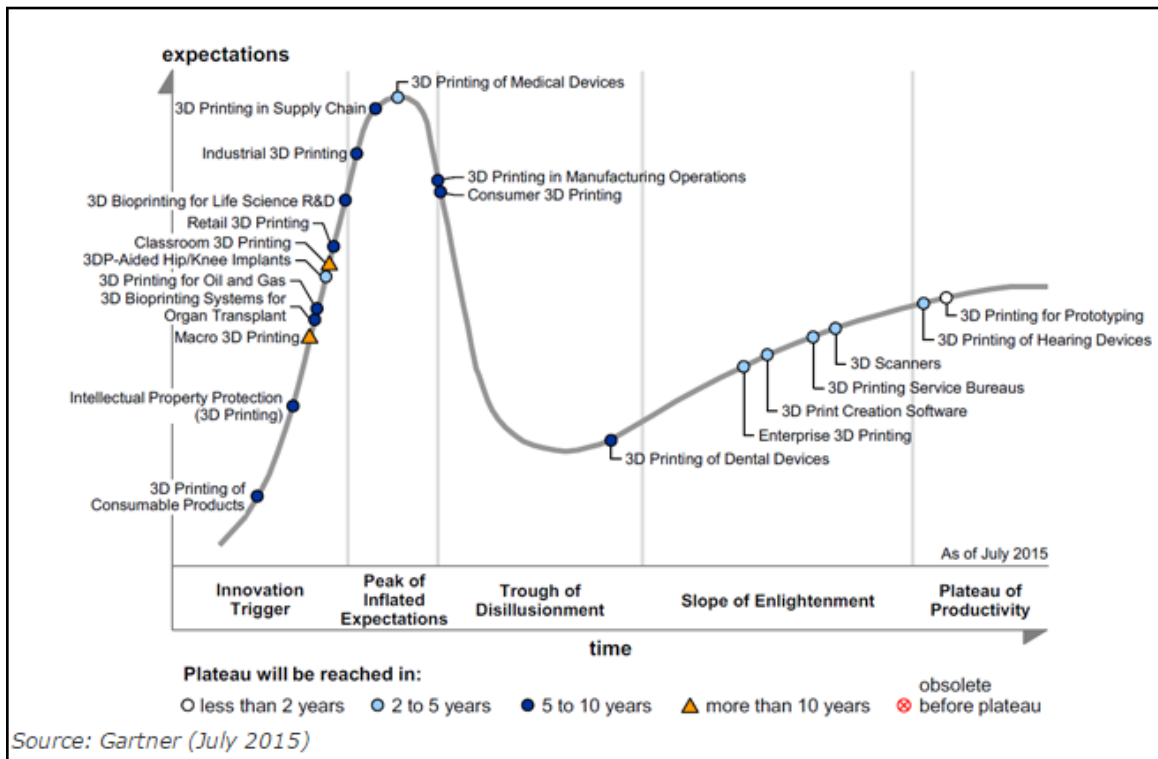 expectations
3D Printing of Medical Devices
3D Printing in Supply Chain
Industrial 3D Printing
3D Printing in Manufacturing Operations
Consumer 3D Printing
3D Bioprinting for Life Science R&D
Retail 3D Printing
Classroom 3D Printing
3DP-Aided Hip/Knee Implants
3D Printing for Oil and Gas
3D Bioprinting Systems for
Organ Transplant
Macro 3D Printing
Intellectual Property Protection
(3D Printing)
3D Printing of
Consumable Products
3D Printing for Prototyping
3D Printing of Hearing Devices
3D Scanners
3D Printing Service Bureaus
3D Print Creation Software
Enterprise 3D Printing
3D Printing of Dental Devices
As of July 2015
Innovation
Trigger
Peak of
Inflated
Expectations
Trough of
Disillusionment
Slope of Enlightenment
Plateau of
Productivity
time
Plateau will be reached in:
less than 2 years
2 to 5 years
5 to 10 years
more than 10 years
obsolete
before plateau
Source: Gartner (July 2015)